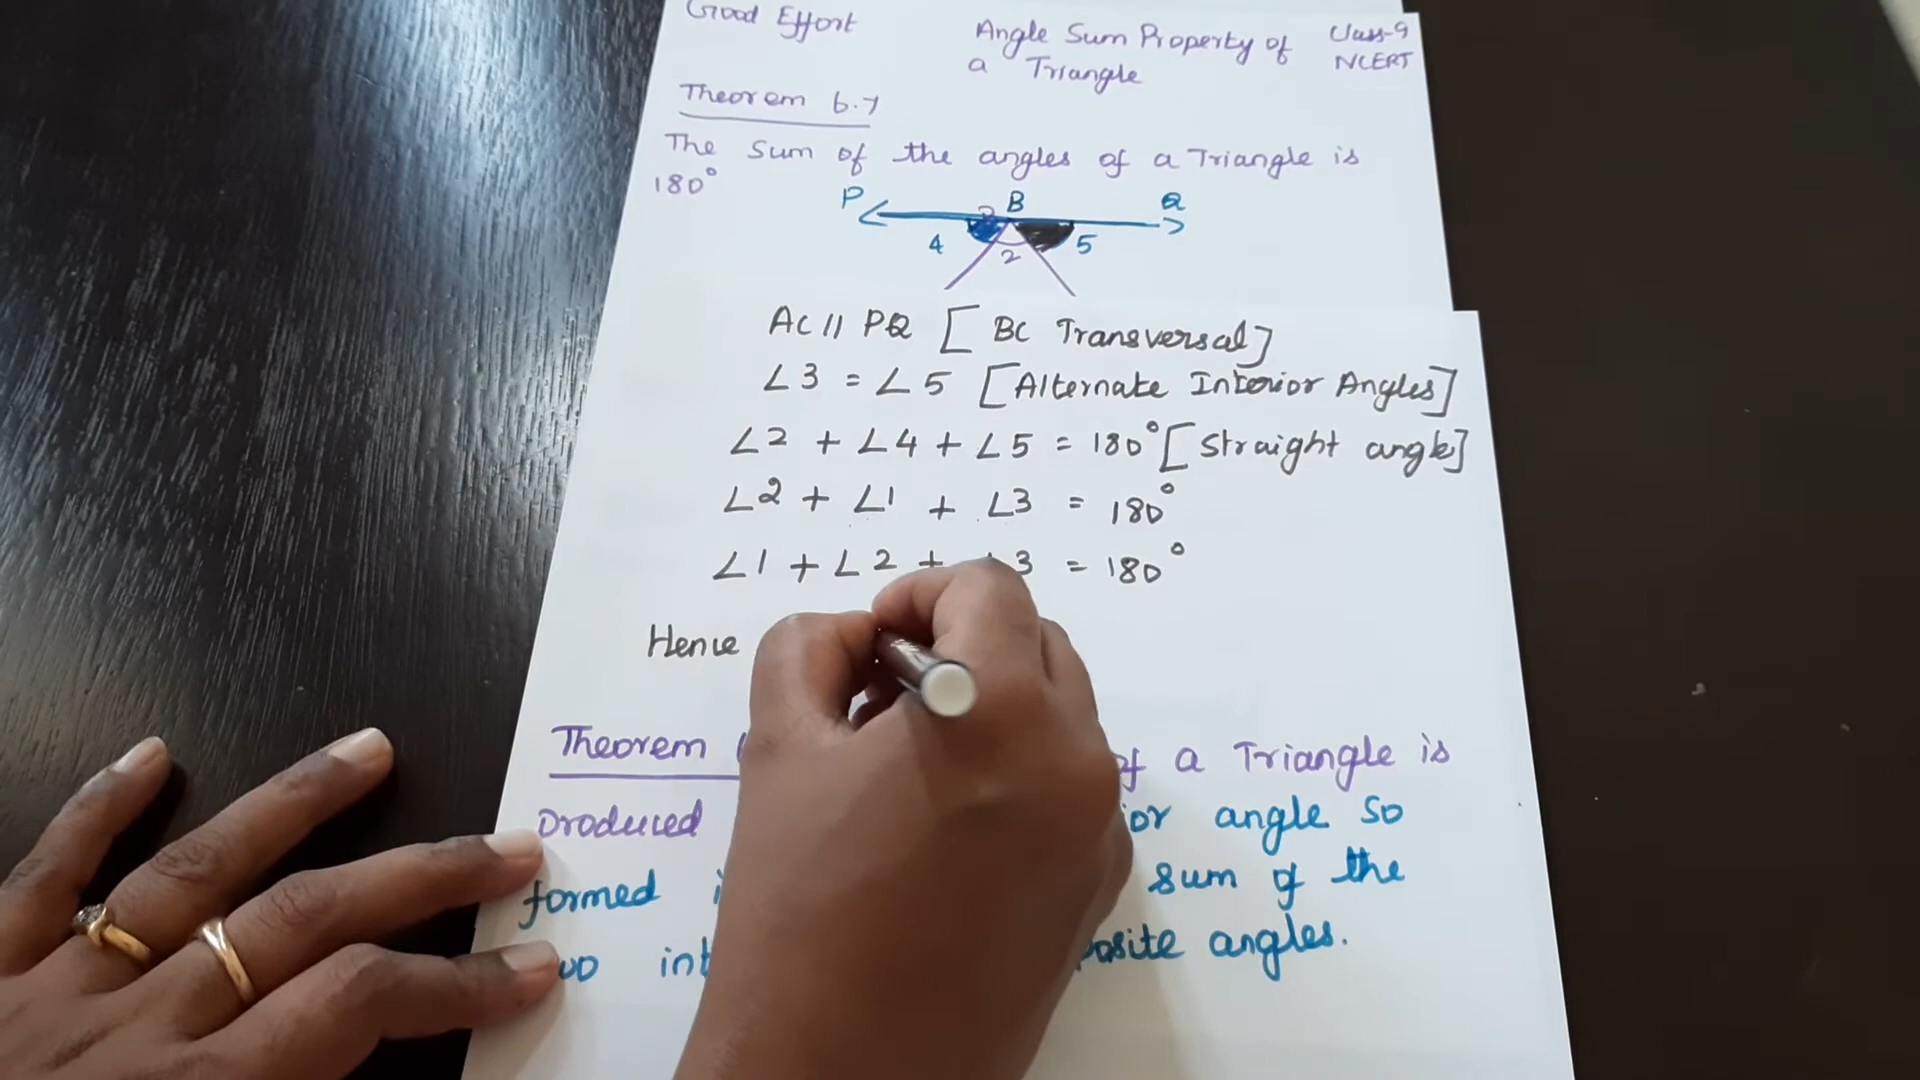 Good Effort
Angle Sum Property of
a Triangle
Class-9
NCERT
Theorem 6.7
The Sum of the angles of a Triangle is
180°
P B Q
4 2 5
AC // PQ [ BC Transversal]
∠3 = ∠5 [Alternate Interior Angles]
∠2 + ∠4 + ∠5 = 180° [Straight angle]
∠2 + ∠1 + ∠3 = 180°
∠1 + ∠2 + 3 = 180°
Hence
Theorem of a Triangle is
produced angle so
formed sum of the
angles.